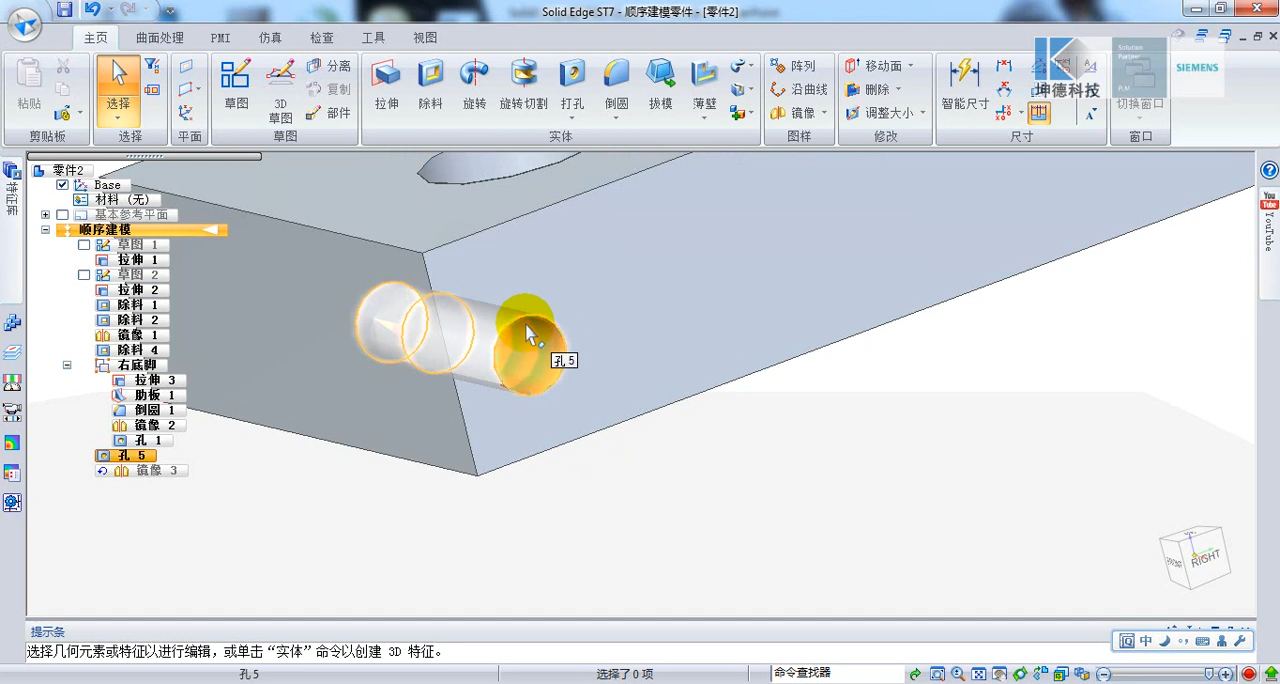 Solid Edge ST7 - 顺序建模零件 - [零件2]
主页 曲面处理 PMI 仿真 检查 工具 视图
粘贴
剪贴板
选择
选择
平面
草图
3D
草图
分离
复制
部件
草图
拉伸 除料 旋转 旋转切割 打孔 倒圆 拔模 薄壁
实体
阵列
沿曲线
镜像
图样
移动面
删除
调整大小
修改
智能尺寸
尺寸
切换窗口
窗口
坤德科技
Solution
Partner
PLM
SIEMENS
零件2
Base
材料 (无)
基本参考平面
顺序建模
草图 1
拉伸 1
草图 2
拉伸 2
除料 1
除料 2
镜像 1
除料 4
右底脚
拉伸 3
肋板 1
倒圆 1
镜像 2
孔 1
孔 5
镜像 3
特征库
孔 5
You
Tube
YouTube
RIGHT
提示条
选择几何元素或特征以进行编辑，或单击“实体”命令以创建 3D 特征。
中
孔 5
选择了 0 项
命令查找器